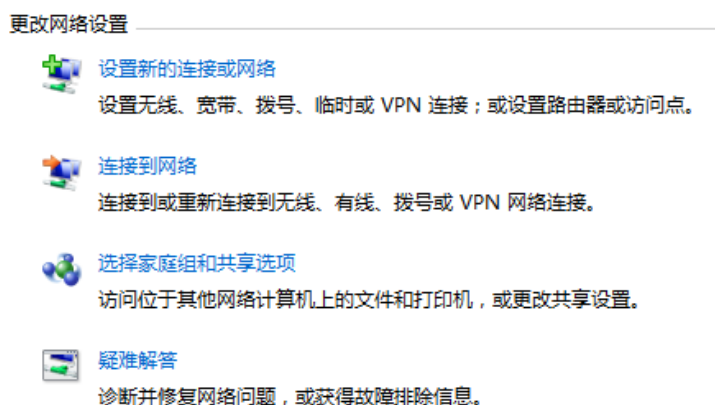 更改网络设置
设置新的连接或网络
设置无线、宽带、拨号、临时或 VPN 连接；或设置路由器或访问点。
连接到网络
连接到或重新连接到无线、有线、拨号或 VPN 网络连接。
选择家庭组和共享选项
访问位于其他网络计算机上的文件和打印机，或更改共享设置。
疑难解答
诊断并修复网络问题，或获得故障排除信息。